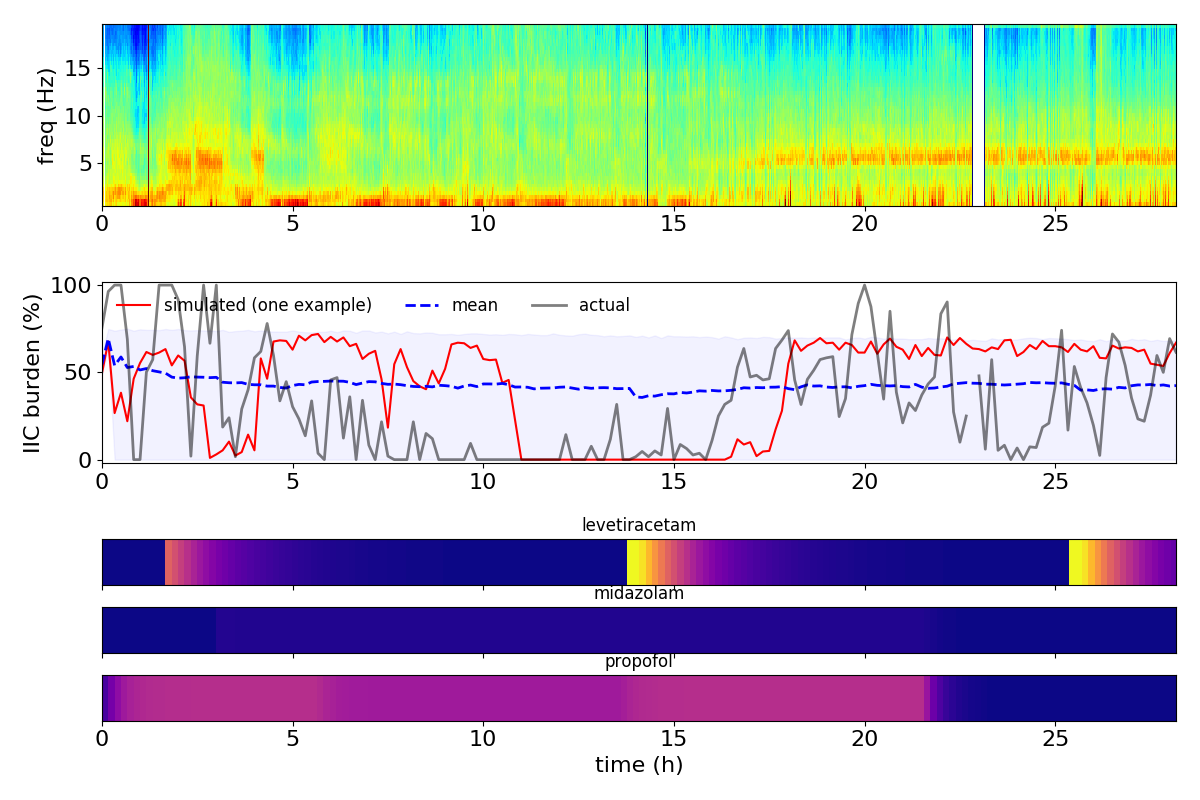 15
10
5
freq (Hz)
0 5 10 15 20 25
100
50
0
IIC burden (%)
simulated (one example) mean actual
0 5 10 15 20 25
levetiracetam
midazolam
propofol
0 5 10 15 20 25
time (h)